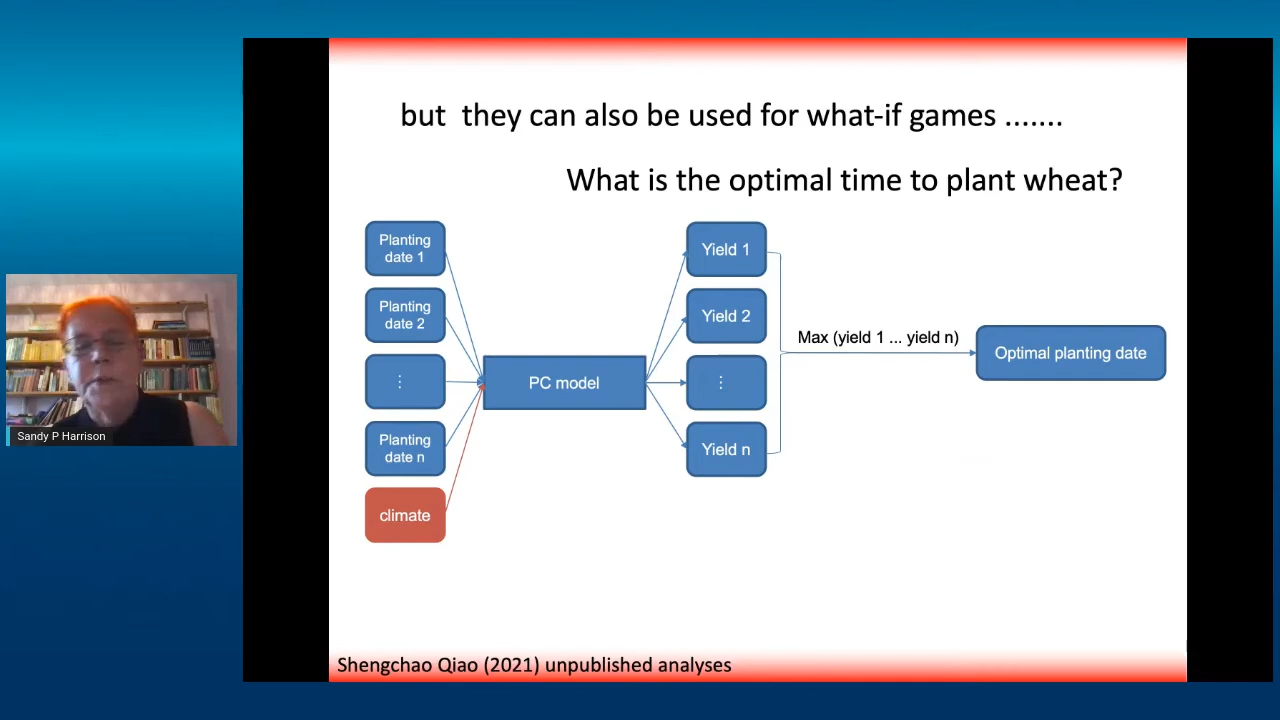 but they can also be used for what-if games .......
What is the optimal time to plant wheat?
Planting
date 1
Planting
date 2
⋮
Planting
date n
climate
PC model
Yield 1
Yield 2
⋮
Yield n
Max (yield 1 ... yield n)
Optimal planting date
Sandy P Harrison
Shengchao Qiao (2021) unpublished analyses